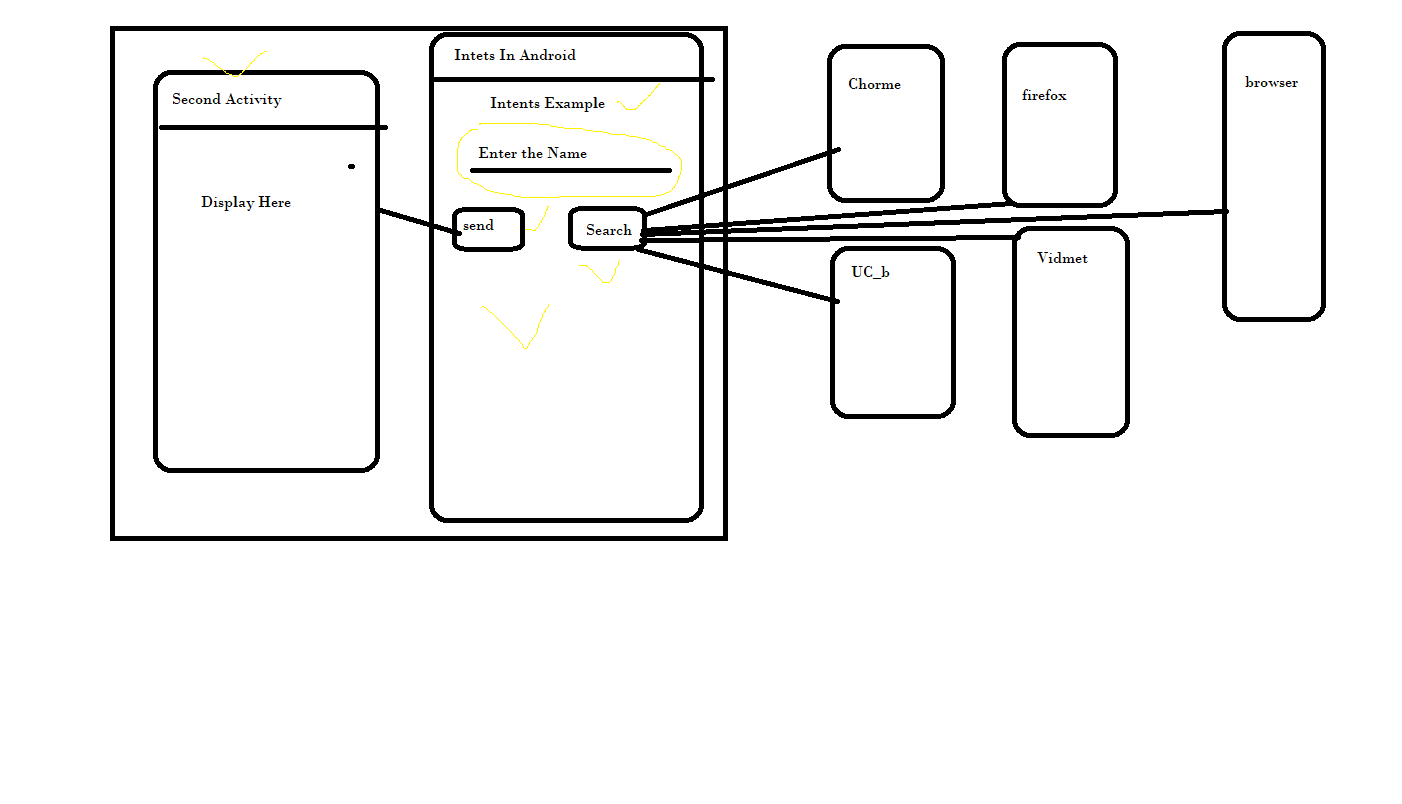 Second Activity
Display Here
Intets In Android
Intents Example
Enter the Name
send
Search
Chorme
firefox
browser
UC_b
Vidmet